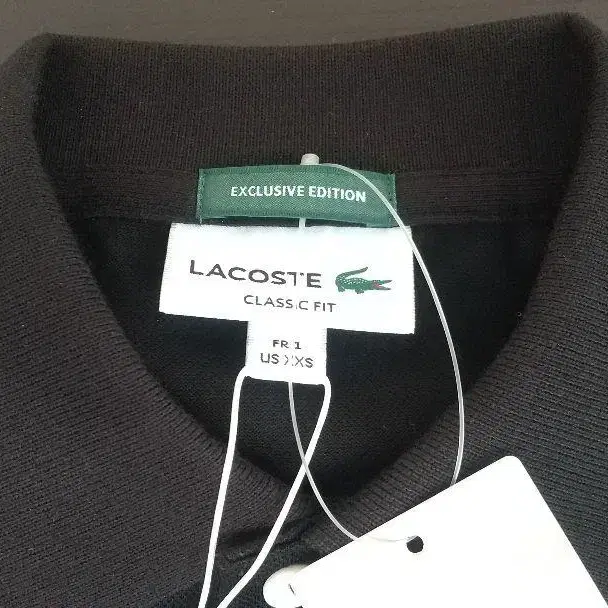 EXCLUSIVE EDITION
LACOSTE
CLASSIC FIT
FR 1
US XXS